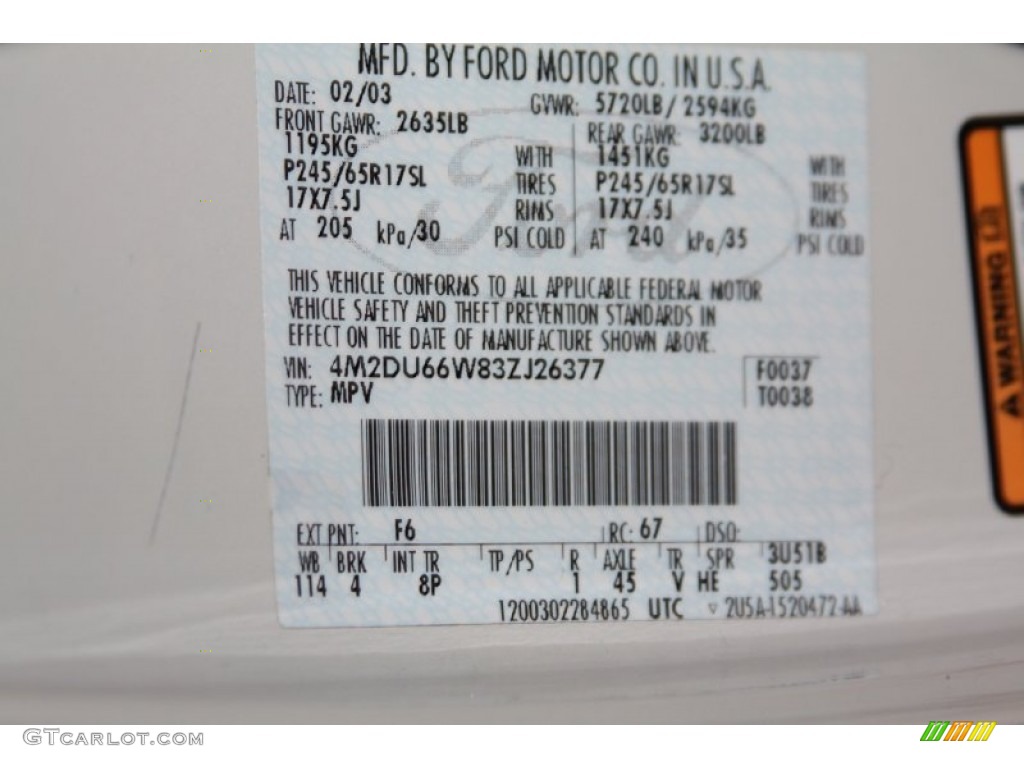 MFD. BY FORD MOTOR CO. IN U.S.A.
DATE: 02/03 GVWR: 5720LB/ 2594KG
FRONT GAWR: 2635LB REAR GAWR: 3200LB
1195KG WITH 1451KG WITH
P245/65R17SL TIRES P245/65R17SL TIRES
17X7.5J RIMS 17X7.5J RIMS
AT 205 kPa/30 PSI COLD AT 240 kPa/35 PSI COLD
Ford
THIS VEHICLE CONFORMS TO ALL APPLICABLE FEDERAL MOTOR
VEHICLE SAFETY AND THEFT PREVENTION STANDARDS IN
EFFECT ON THE DATE OF MANUFACTURE SHOWN ABOVE.
VIN: 4M2DU66W83ZJ26377 F0037
TYPE: MPV T0038
EXT PNT: F6 RC: 67 DSO:
WB BRK INT TR TP/PS R AXLE TR SPR 3U51B
114 4 8P 1 45 V HE 505
1200302284865 UTC ▽ 2U5A-1520472-AA
⚠ WARNING
GTcarlot.com